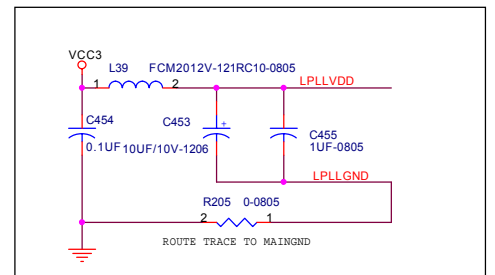 VCC3
L39 FCM2012V-121RC10-0805
1 2 LPLLVDD
C454 C453 +
C455
0.1UF 10UF/10V-1206 1UF-0805
LPLLGND
R205 0-0805
2 1
ROUTE TRACE TO MAINGND